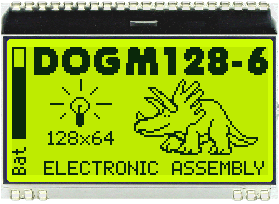 DOGM128-6
128x64
Bat
ELECTRONIC ASSEMBLY